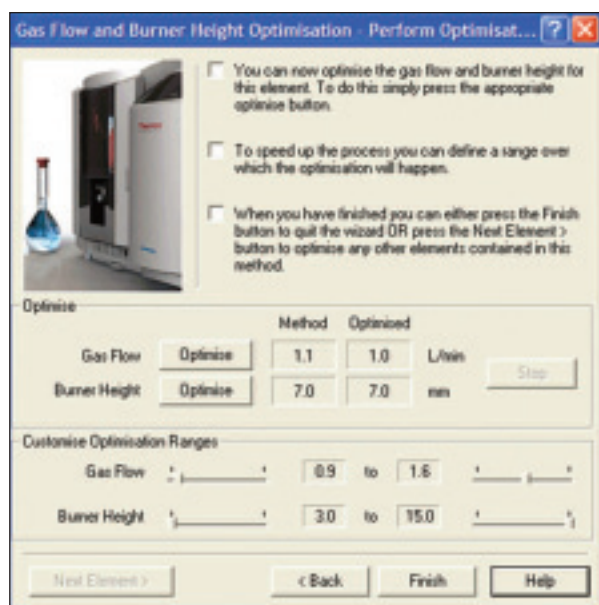 Gas Flow and Burner Height Optimisation - Perform Optimisat...
You can now optimise the gas flow and burner height for
this element. To do this simply press the appropriate
optimise button.
To speed up the process you can define a range over
which the optimisation will happen.
When you have finished you can either press the Finish
button to quit the wizard OR press the Next Element >
button to optimise any other elements contained in this
method.
Optimise
Method Optimised
Gas Flow Optimise 1.1 1.0 L/min
Stop
Burner Height Optimise 7.0 7.0 mm
Customise Optimisation Ranges
Gas Flow 0.9 to 1.6
Burner Height 3.0 to 15.0
Next Element > < Back Finish Help